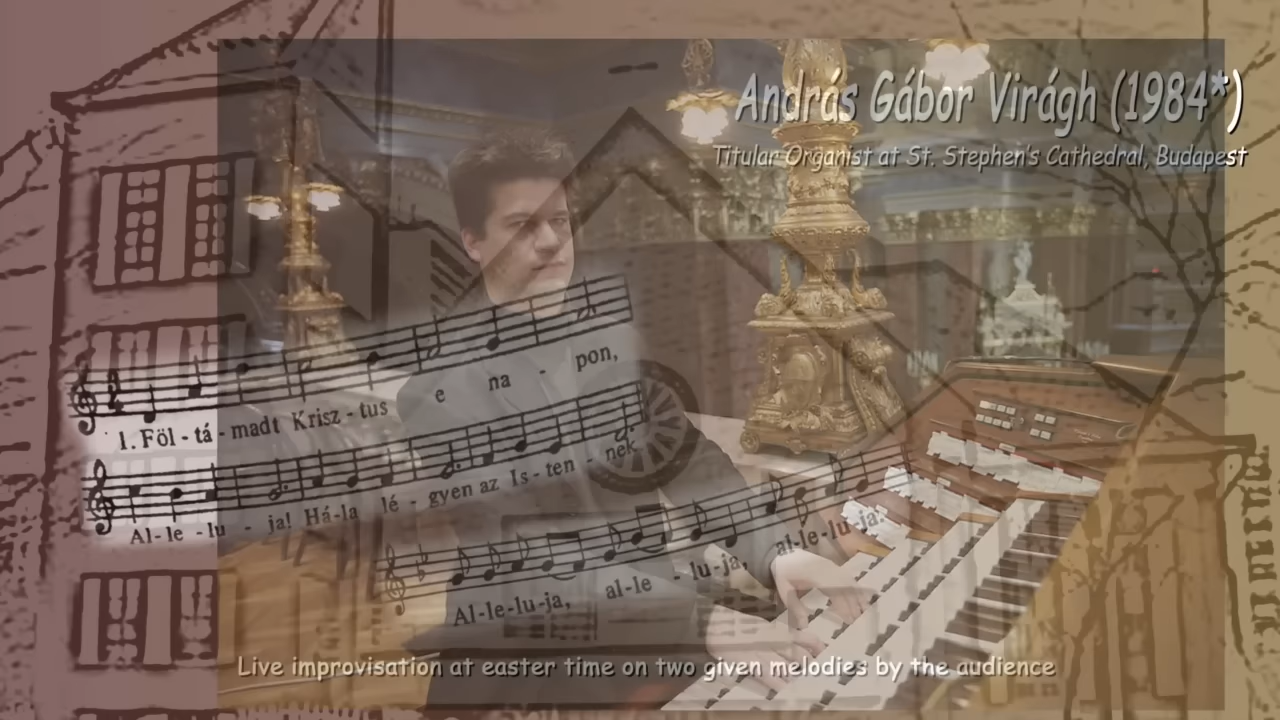 András Gábor Virágh (1984*)
Titular Organist at St. Stephen's Cathedral, Budapest
1. Föl - tá - madt Krisz - tus e na - pon,
Al - le - lu - ja! Há-la lé - gyen az Is - ten - nek.
Al-le-lu-ja, al-le - lu-ja, al-le-lu-ja.
Live improvisation at easter time on two given melodies by the audience